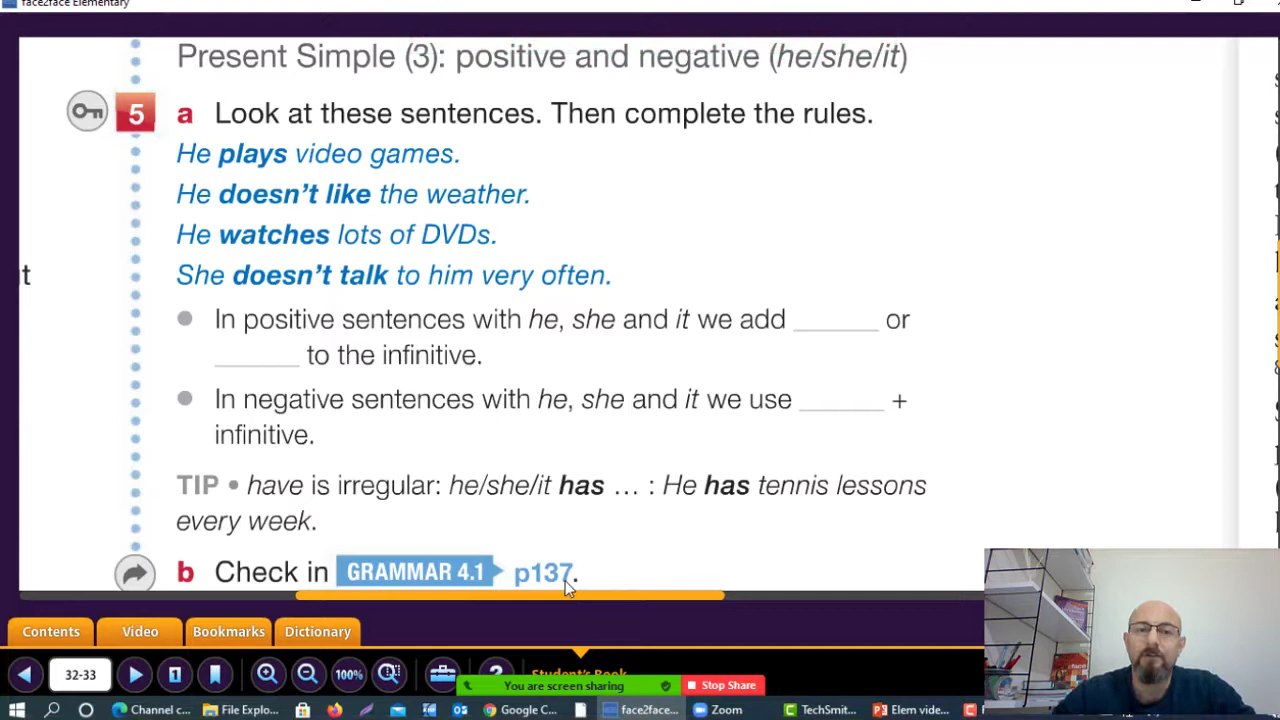 face2face Elementary
Present Simple (3): positive and negative (he/she/it)
5 a Look at these sentences. Then complete the rules.
He plays video games.
He doesn't like the weather.
He watches lots of DVDs.
She doesn't talk to him very often.
In positive sentences with he, she and it we add ______ or
______ to the infinitive.
In negative sentences with he, she and it we use ______ +
infinitive.
TIP • have is irregular: he/she/it has … : He has tennis lessons
every week.
b Check in GRAMMAR 4.1 p137.
Contents Video Bookmarks Dictionary
32-33 1 100% ? Student's Book
You are screen sharing Stop Share
Channel c... File Explo... Google C... face2face... Zoom TechSmit... Elem vide...